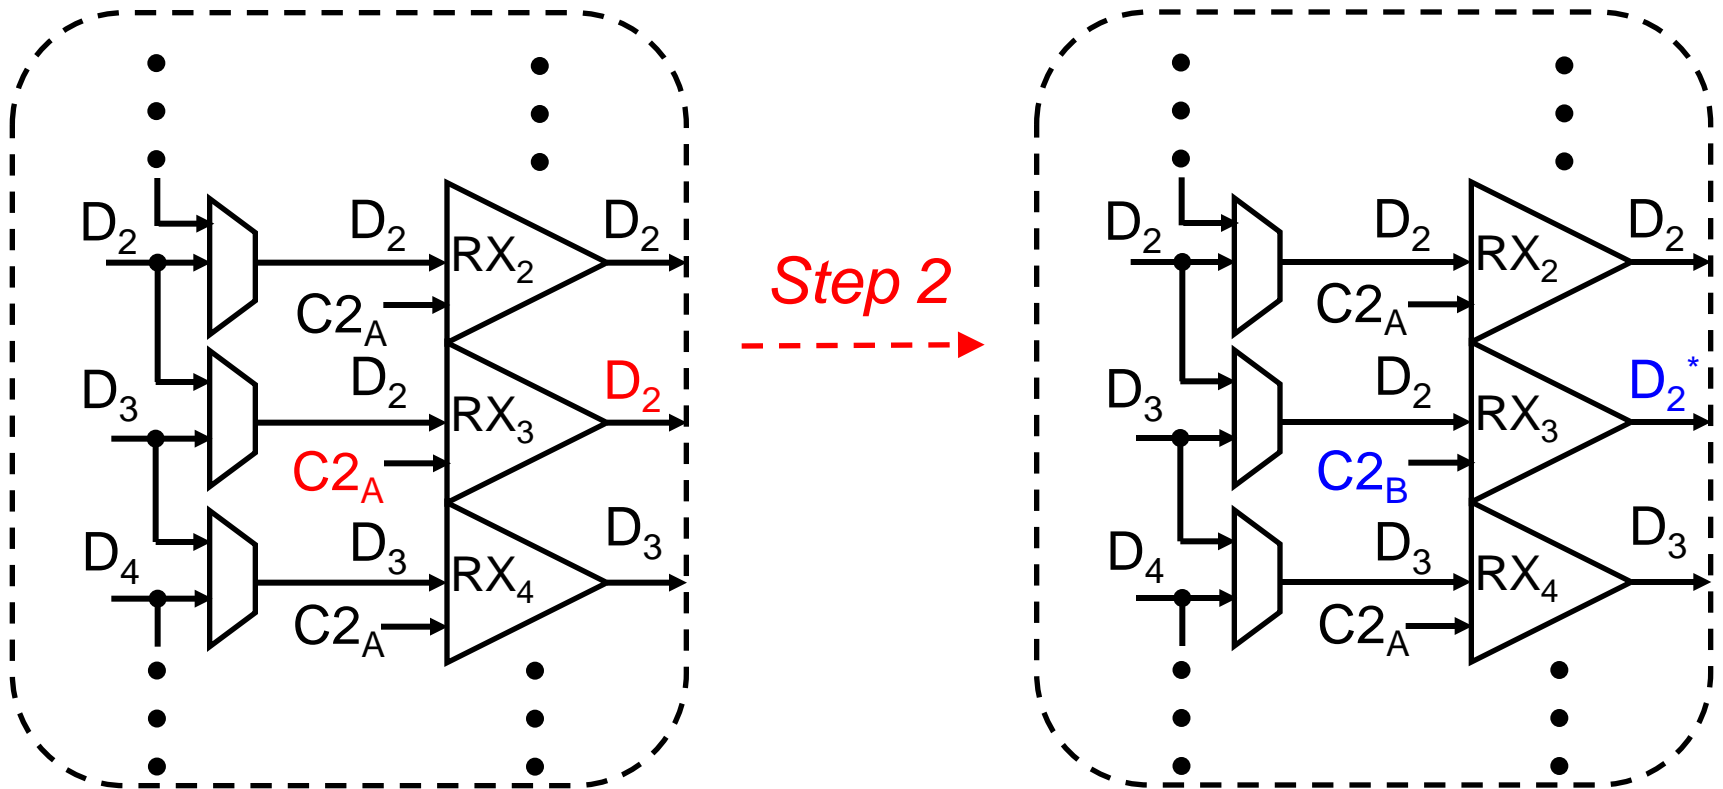 D2 D2 D2
RX2
C2A
D3 D2 D2
RX3
C2A
D4 D3 D3
RX4
C2A
Step 2
D2 D2 D2
RX2
C2A
D3 D2 D2*
RX3
C2B
D4 D3 D3
RX4
C2A